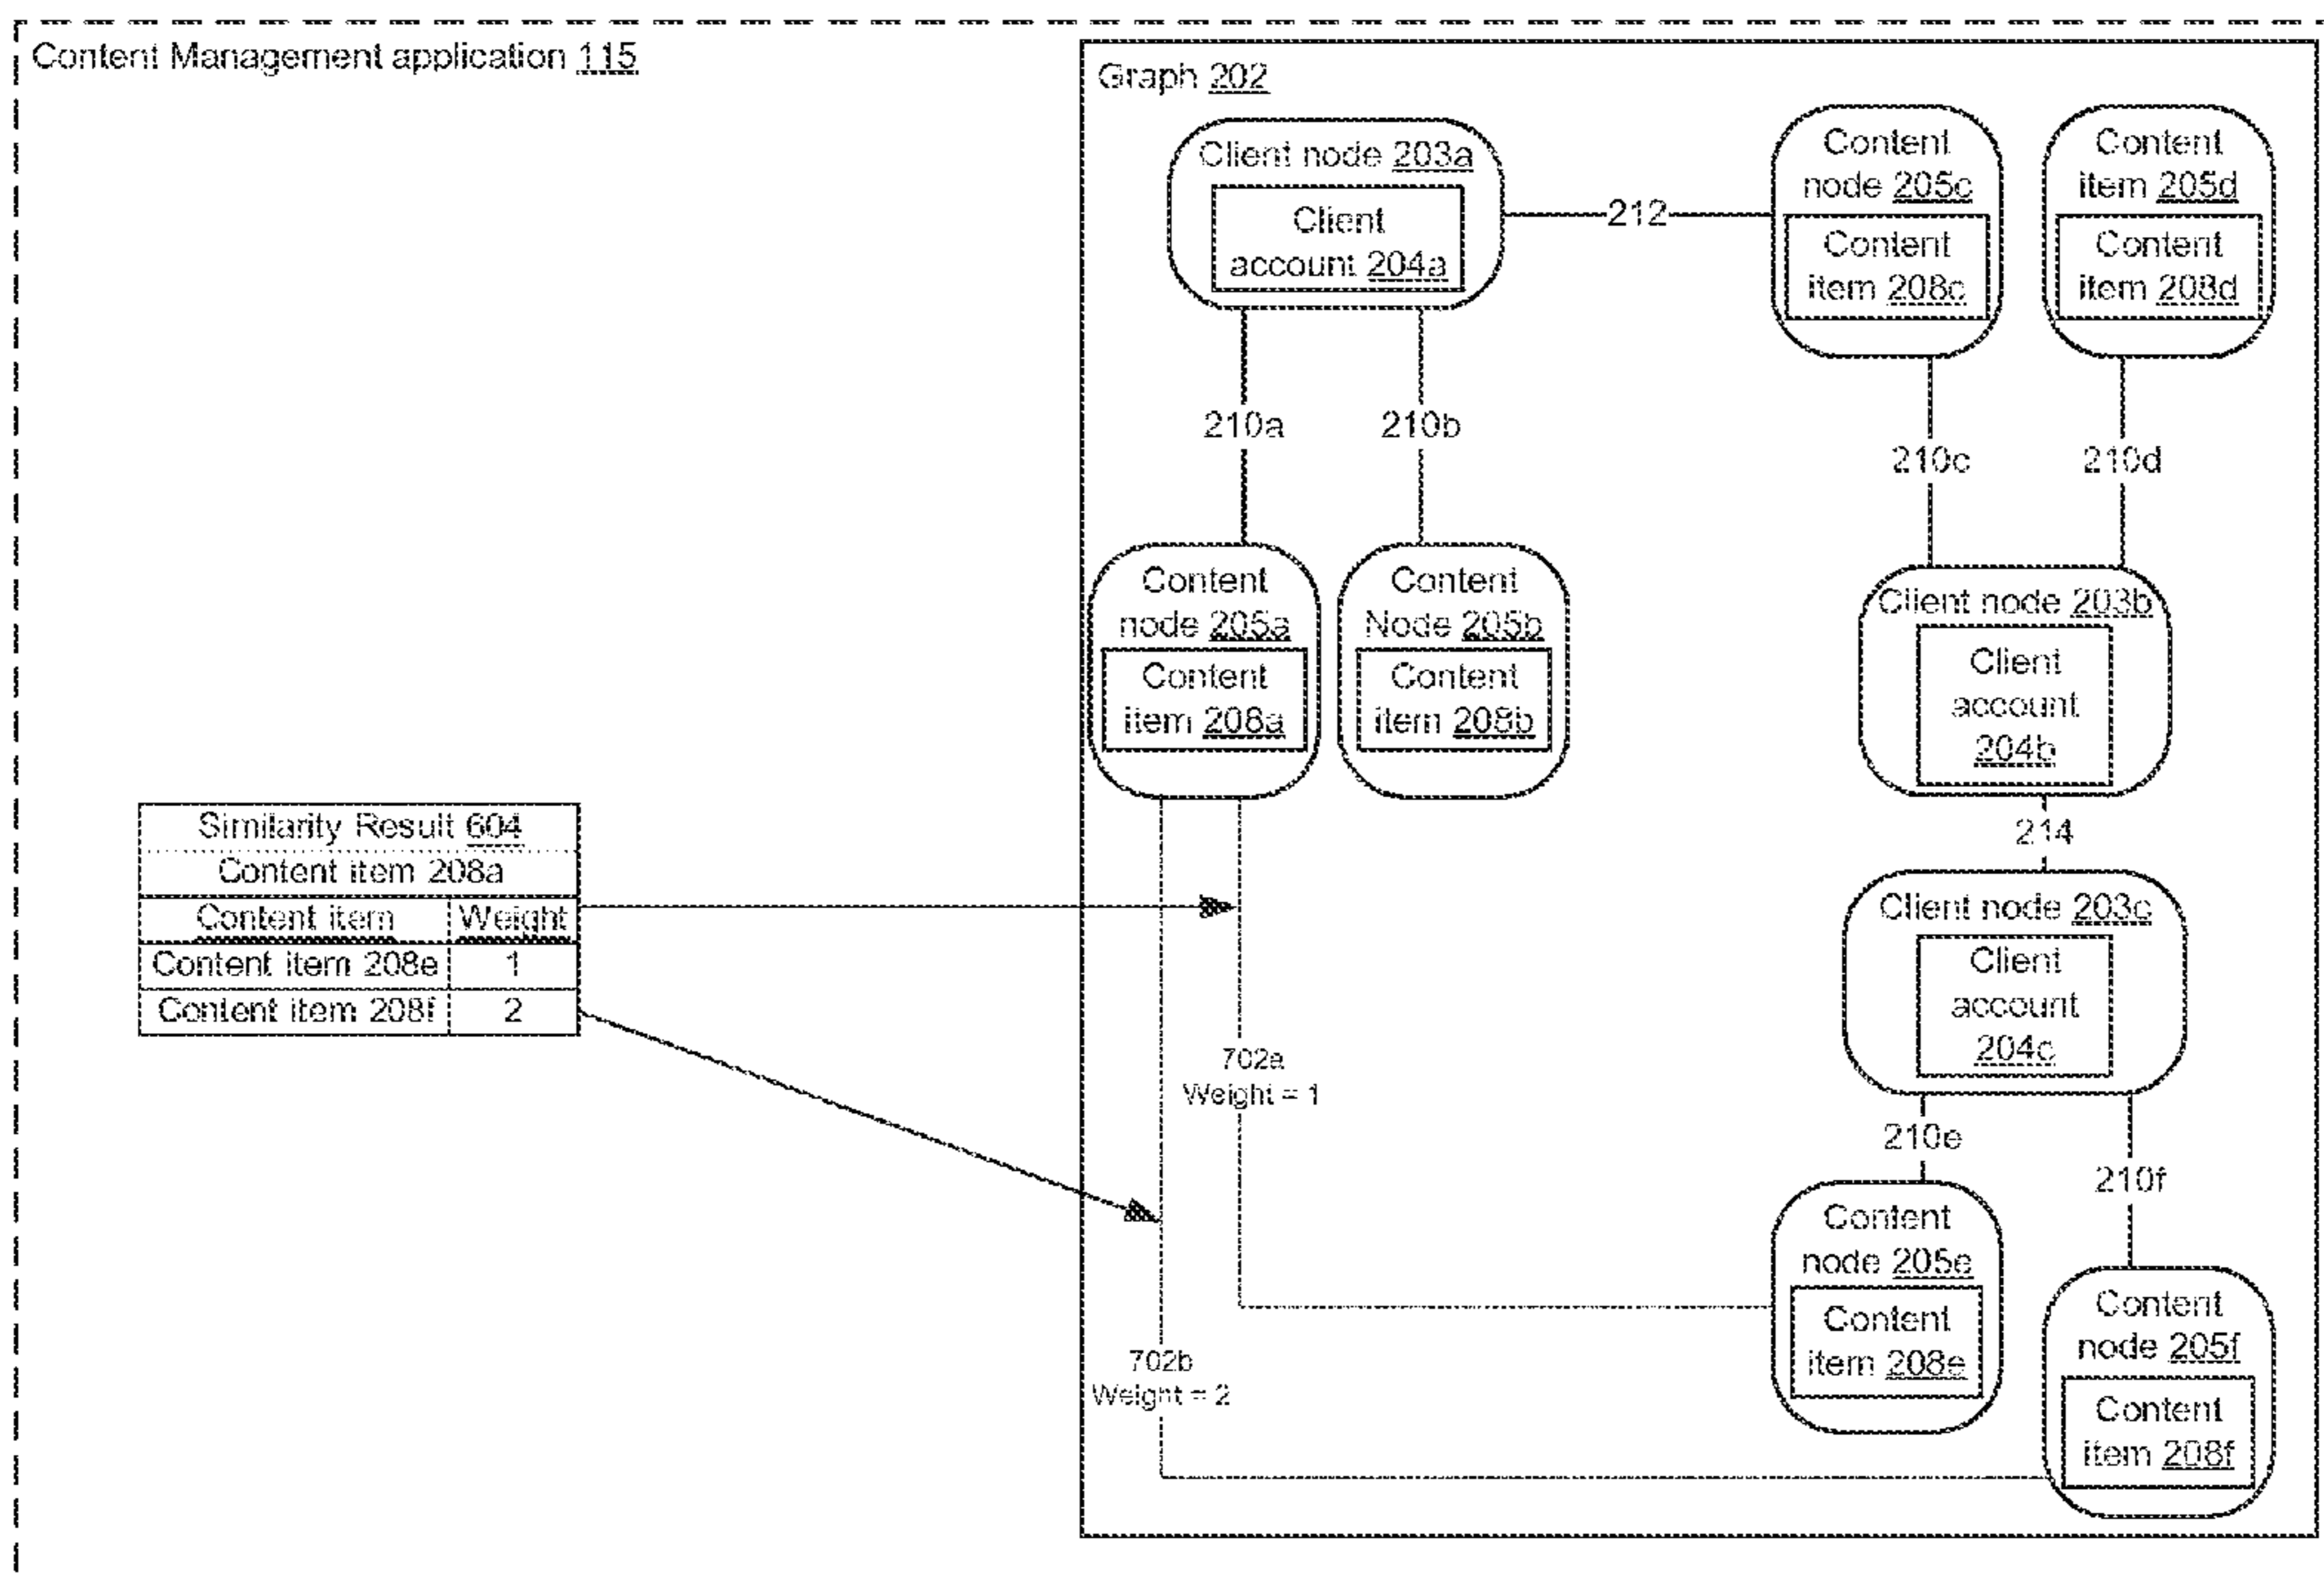 Content Management application 115
Graph 202
Client node 203a
Client
account 204a
212
Content
node 205c
Content
item 208c
Content
item 205d
Content
item 208d
210a
210b
210c
210d
Content
node 205a
Content
item 208a
Content
Node 205b
Content
item 208b
Client node 203b
Client
account
204b
214
Similarity Result 604
Content item 208a
Content item Weight
Content item 208e 1
Content item 208f 2
Client node 203c
Client
account
204c
702a
Weight = 1
210e
210f
Content
node 205e
Content
item 208e
702b
Weight = 2
Content
node 205f
Content
item 208f